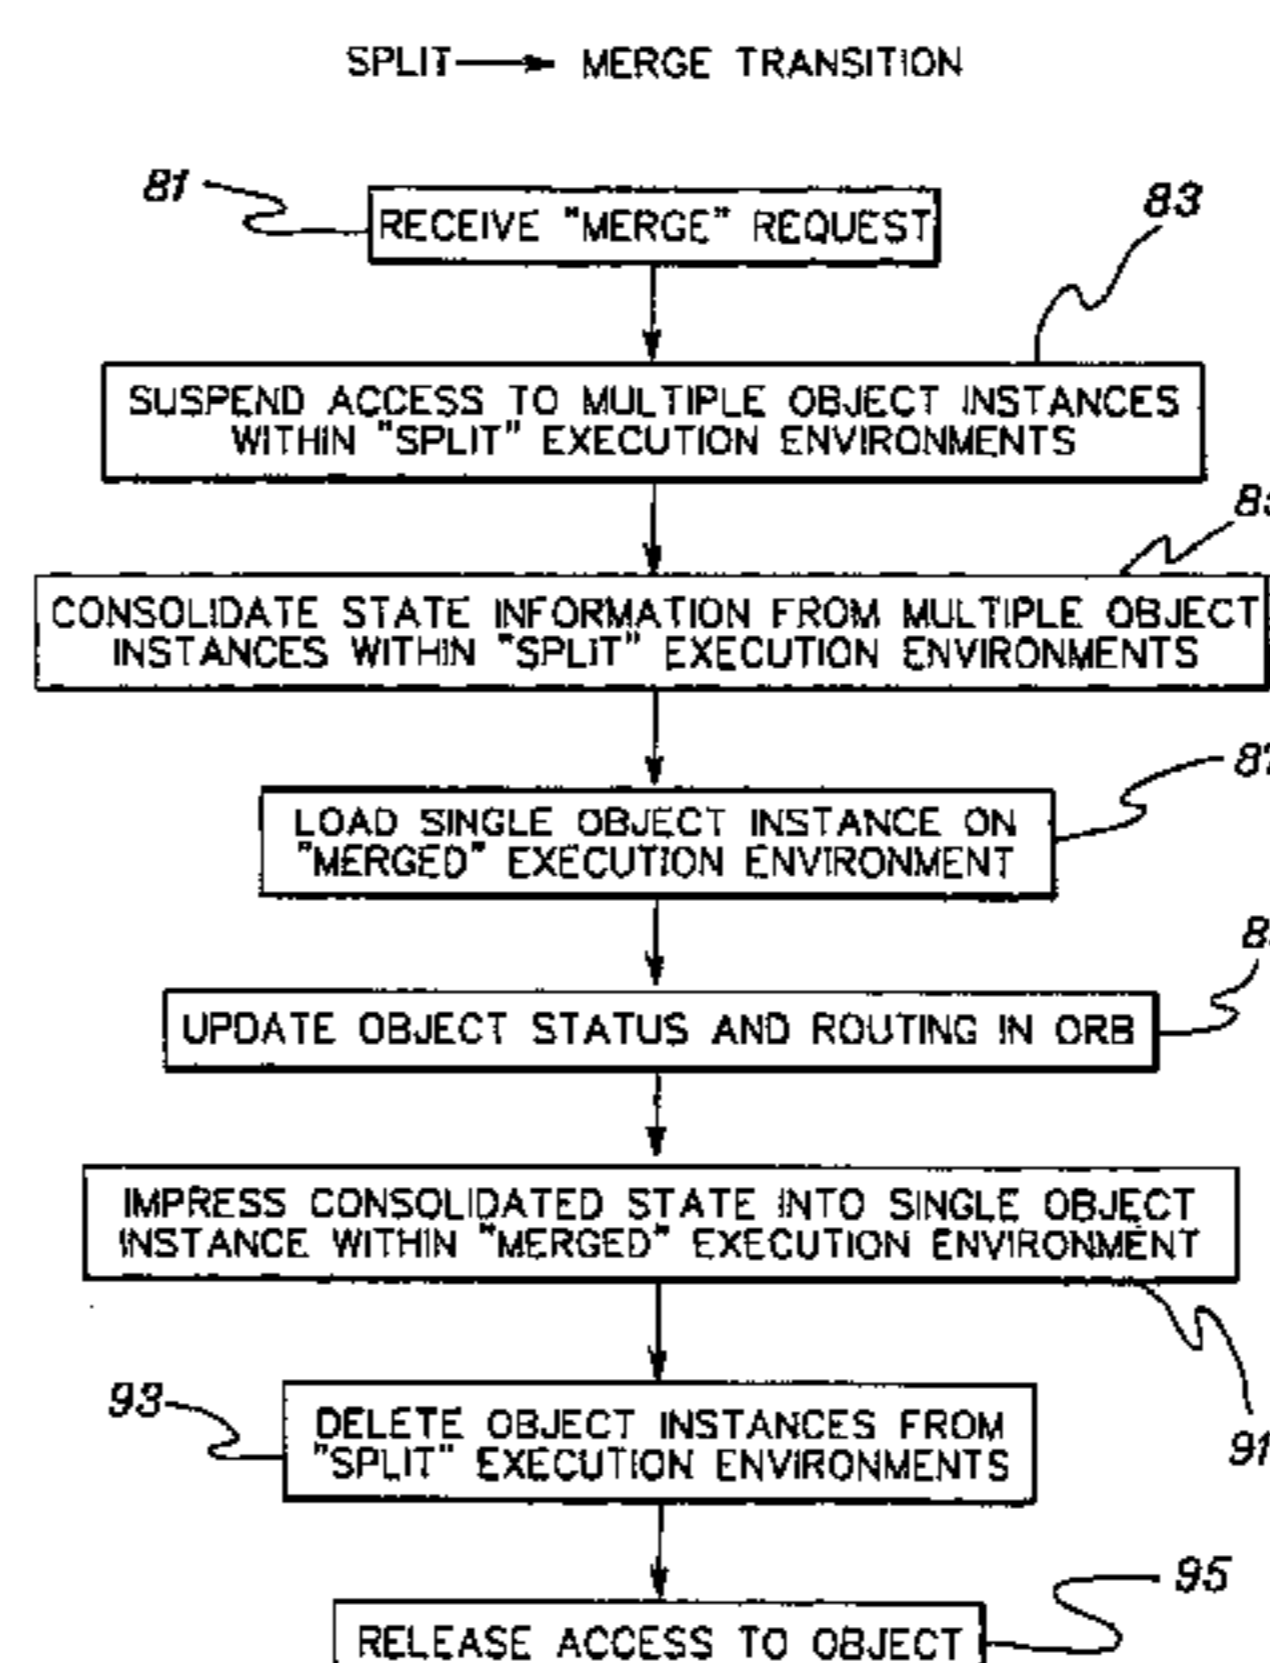 SPLIT → MERGE TRANSITION
81
RECEIVE "MERGE" REQUEST
83
SUSPEND ACCESS TO MULTIPLE OBJECT INSTANCES
WITHIN "SPLIT" EXECUTION ENVIRONMENTS
CONSOLIDATE STATE INFORMATION FROM MULTIPLE OBJECT
INSTANCES WITHIN "SPLIT" EXECUTION ENVIRONMENTS
LOAD SINGLE OBJECT INSTANCE ON
"MERGED" EXECUTION ENVIRONMENT
UPDATE OBJECT STATUS AND ROUTING IN ORB
IMPRESS CONSOLIDATED STATE INTO SINGLE OBJECT
INSTANCE WITHIN "MERGED" EXECUTION ENVIRONMENT
91
93
DELETE OBJECT INSTANCES FROM
"SPLIT" EXECUTION ENVIRONMENTS
95
RELEASE ACCESS TO OBJECT